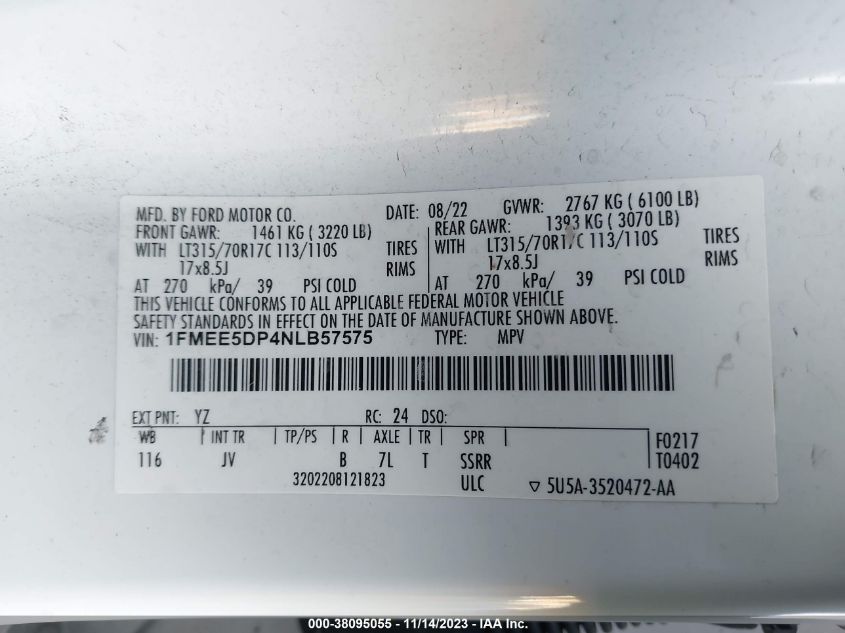 MFD. BY FORD MOTOR CO. DATE: 08/22 GVWR: 2767 KG ( 6100 LB)
FRONT GAWR: 1461 KG ( 3220 LB) REAR GAWR: 1393 KG ( 3070 LB)
WITH LT315/70R17C 113/110S TIRES WITH LT315/70R17C 113/110S TIRES
17x8.5J RIMS 17x8.5J RIMS
AT 270 kPa/ 39 PSI COLD AT 270 kPa/ 39 PSI COLD
THIS VEHICLE CONFORMS TO ALL APPLICABLE FEDERAL MOTOR VEHICLE
SAFETY STANDARDS IN EFFECT ON THE DATE OF MANUFACTURE SHOWN ABOVE.
VIN: 1FMEE5DP4NLB57575 TYPE: MPV
EXT PNT: YZ RC: 24 DSO:
WB INT TR TP/PS R AXLE TR SPR F0217
116 JV B 7L T SSRR T0402
3202208121823 ULC 5U5A-3520472-AA
000-38095055 - 11/14/2023 - IAA Inc.